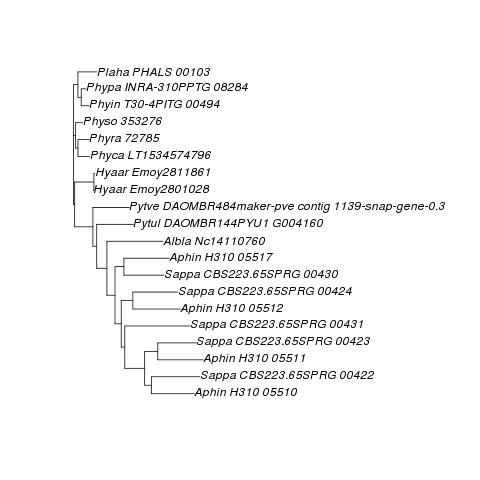 Plaha PHALS 00103
Phypa INRA-310PPTG 08284
Phyin T30-4PITG 00494
Physo 353276
Phyra 72785
Phyca LT1534574796
Hyaar Emoy2811861
Hyaar Emoy2801028
Pytve DAOMBR484maker-pve contig 1139-snap-gene-0.3
Pytul DAOMBR144PYU1 G004160
Albla Nc14110760
Aphin H310 05517
Sappa CBS223.65SPRG 00430
Sappa CBS223.65SPRG 00424
Aphin H310 05512
Sappa CBS223.65SPRG 00431
Sappa CBS223.65SPRG 00423
Aphin H310 05511
Sappa CBS223.65SPRG 00422
Aphin H310 05510